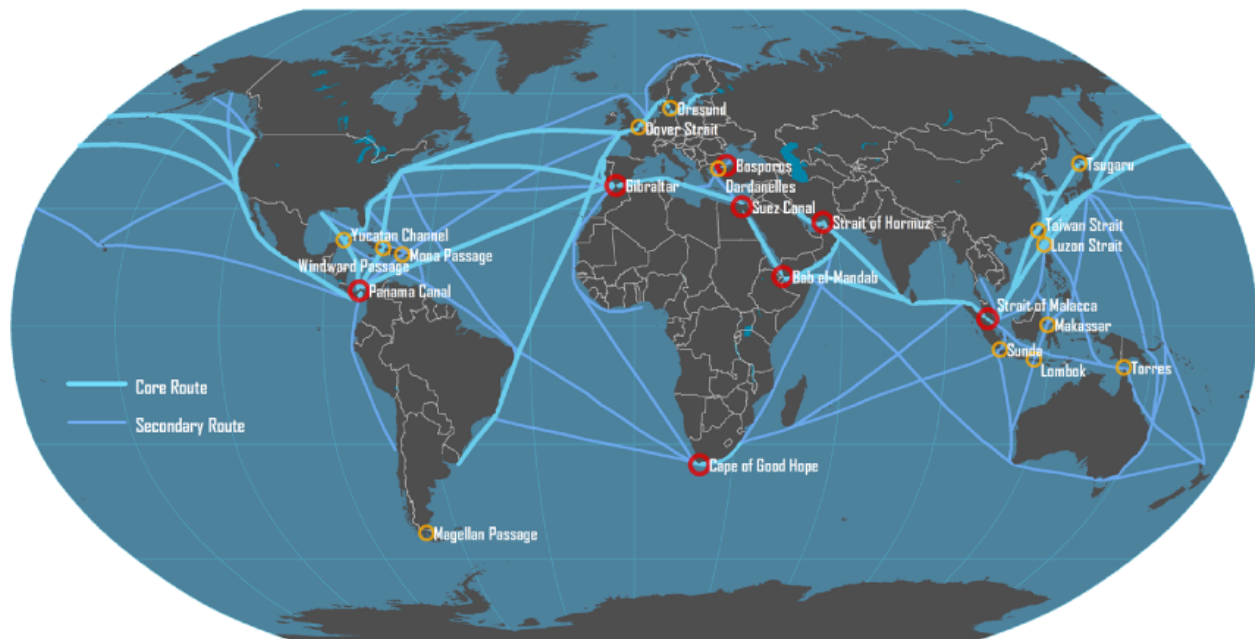 Oresund
Dover Strait
Bosporus
Tsugaru
Gibraltar
Dardanelles
Suez Canal
Strait of Hormuz
Taiwan Strait
Yucatan Channel
Luzon Strait
Windward Passage
Mona Passage
Bab el-Mandab
Panama Canal
Strait of Malacca
Makassar
Sunda
Lombok
Torres
Core Route
Secondary Route
Cape of Good Hope
Magellan Passage